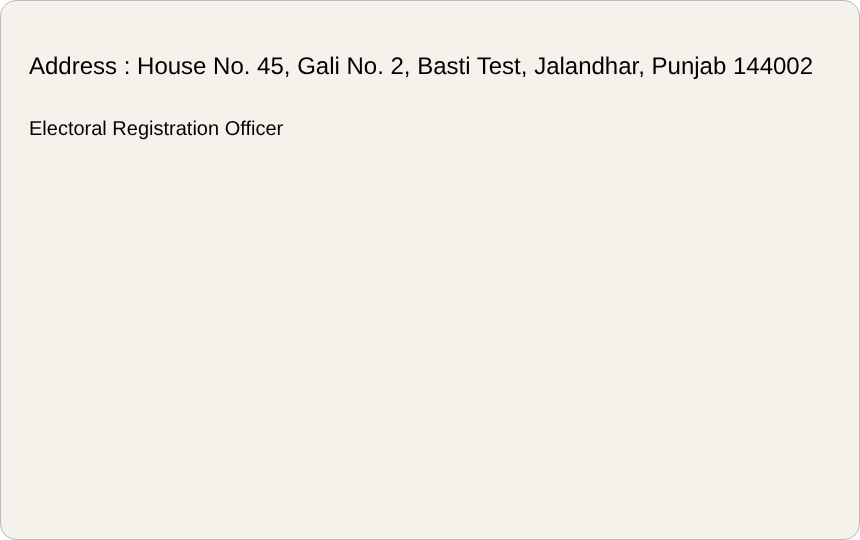 Address : House No. 45, Gali No. 2, Basti Test, Jalandhar, Punjab 144002
Electoral Registration Officer